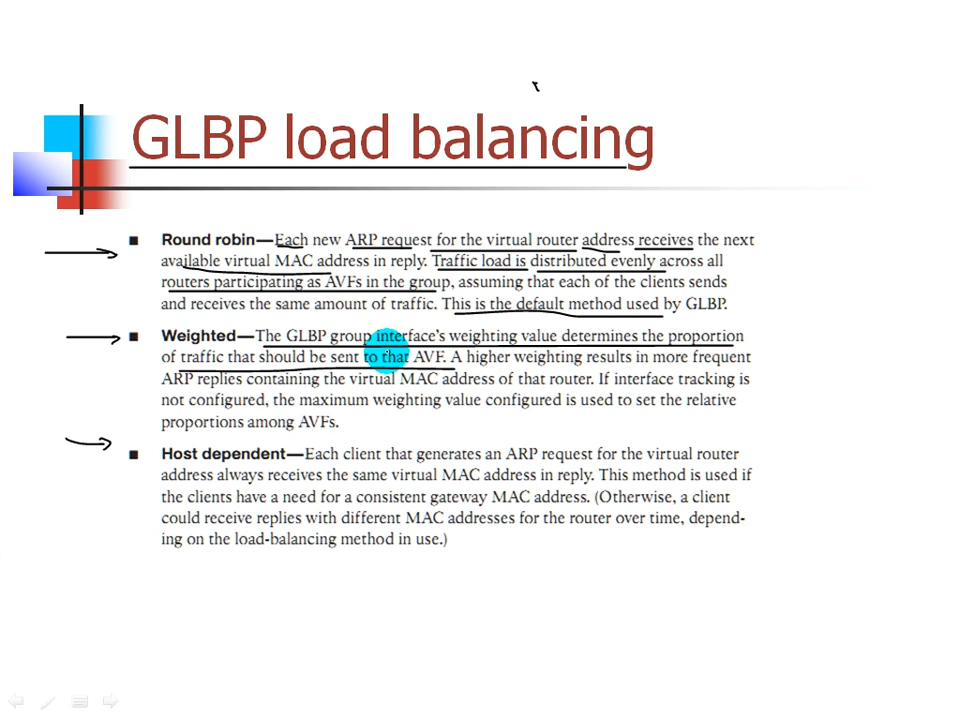 GLBP load balancing
■ Round robin—Each new ARP request for the virtual router address receives the next
available virtual MAC address in reply. Traffic load is distributed evenly across all
routers participating as AVFs in the group, assuming that each of the clients sends
and receives the same amount of traffic. This is the default method used by GLBP.
■ Weighted—The GLBP group interface's weighting value determines the proportion
of traffic that should be sent to that AVF. A higher weighting results in more frequent
ARP replies containing the virtual MAC address of that router. If interface tracking is
not configured, the maximum weighting value configured is used to set the relative
proportions among AVFs.
■ Host dependent—Each client that generates an ARP request for the virtual router
address always receives the same virtual MAC address in reply. This method is used if
the clients have a need for a consistent gateway MAC address. (Otherwise, a client
could receive replies with different MAC addresses for the router over time, depend-
ing on the load-balancing method in use.)